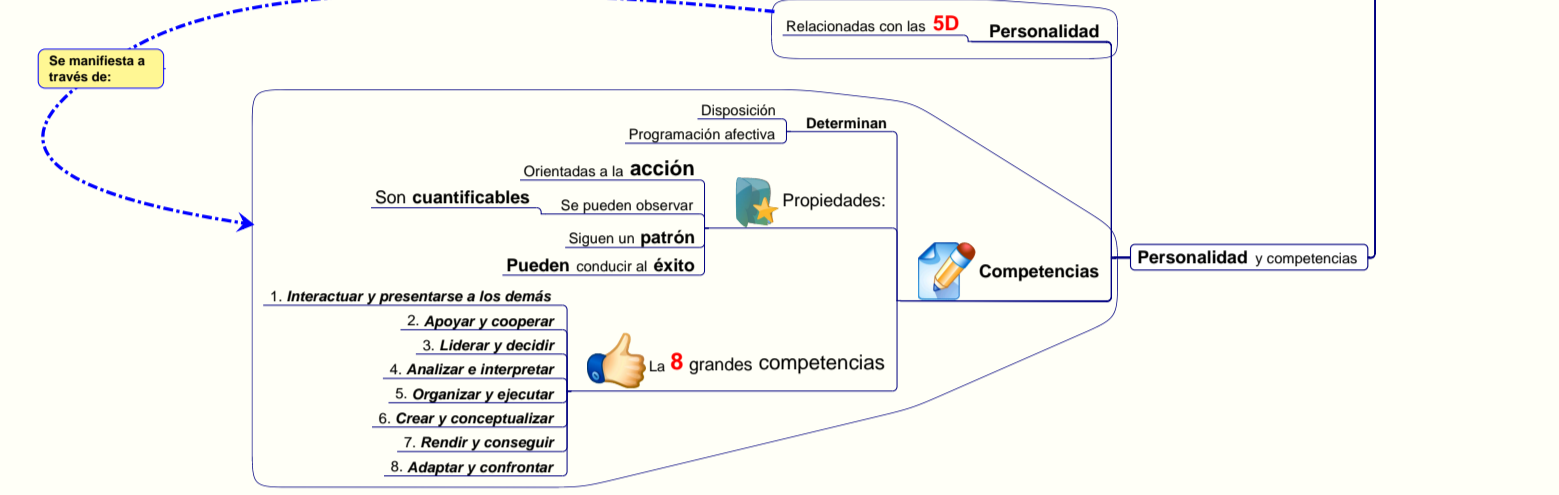 Relacionadas con las 5D
Personalidad
Se manifiesta a
través de:
Disposición
Programación afectiva
Determinan
Orientadas a la acción
Son cuantificables
Se pueden observar
Siguen un patrón
Pueden conducir al éxito
Propiedades:
Competencias
Personalidad y competencias
1. Interactuar y presentarse a los demás
2. Apoyar y cooperar
3. Liderar y decidir
4. Analizar e interpretar
5. Organizar y ejecutar
6. Crear y conceptualizar
7. Rendir y conseguir
8. Adaptar y confrontar
La 8 grandes competencias